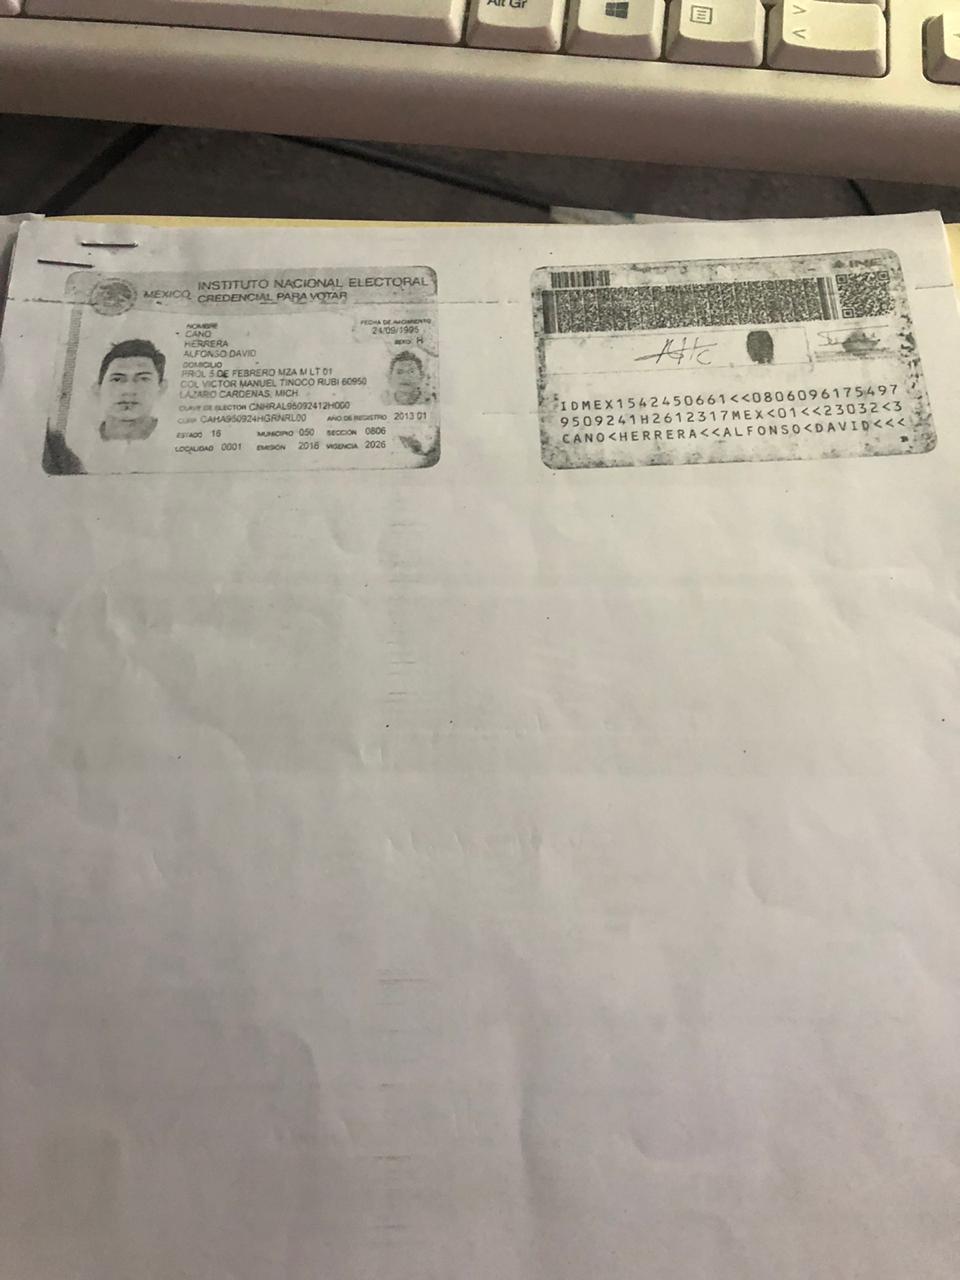 Alt Gr
INSTITUTO NACIONAL ELECTORAL
MÉXICO CREDENCIAL PARA VOTAR
NOMBRE
CANO
HERRERA
ALFONSO DAVID
FECHA DE NACIMIENTO
24/09/1995
SEXO H
DOMICILIO
PROL 5 DE FEBRERO MZA M LT 01
COL VICTOR MANUEL TINOCO RUBI 60950
LAZARO CARDENAS, MICH.
CLAVE DE ELECTOR CNHRAL95092412H000
CURP CAHA950924HGRNRL00 AÑO DE REGISTRO 2013 01
ESTADO 16 MUNICIPIO 050 SECCIÓN 0806
LOCALIDAD 0001 EMISIÓN 2016 VIGENCIA 2026
INE
IDMEX1542450661<<0806096175497
9509241H2612317MEX<01<<23032<3
CANO<HERRERA<<ALFONSO<DAVID<<<